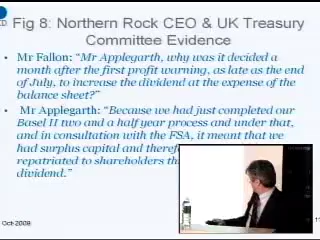 Fig 8: Northern Rock CEO & UK Treasury
Committee Evidence
• Mr Fallon: “Mr Applegarth, why was it decided a
month after the first profit warning, as late as the end
of July, to increase the dividend at the expense of the
balance sheet?”
• Mr Applegarth: “Because we had just completed our
Basel II two and a half year process and under that,
and in consultation with the FSA, it meant that we
had surplus capital and
repatriated to shareholders
dividend.”
Oct-2009